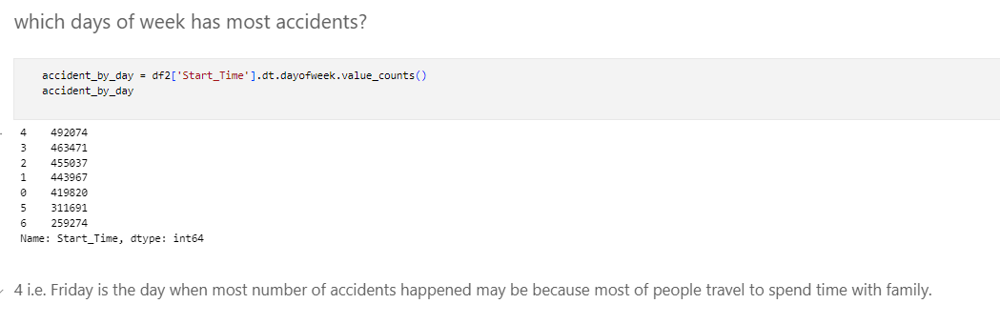 which days of week has most accidents?
accident_by_day = df2['Start_Time'].dt.dayofweek.value_counts()
accident_by_day
4    492074
3    463471
2    455037
1    443967
0    419820
5    311691
6    259274
Name: Start_Time, dtype: int64
4 i.e. Friday is the day when most number of accidents happened may be because most of people travel to spend time with family.